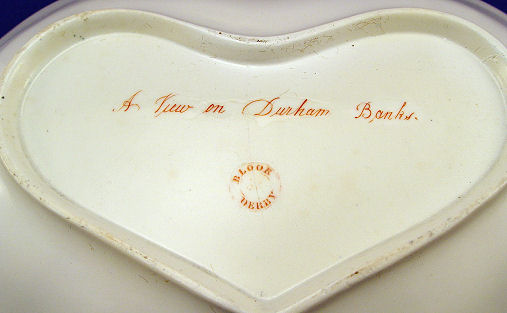 A View on Durham Banks.
BLOOR
DERBY